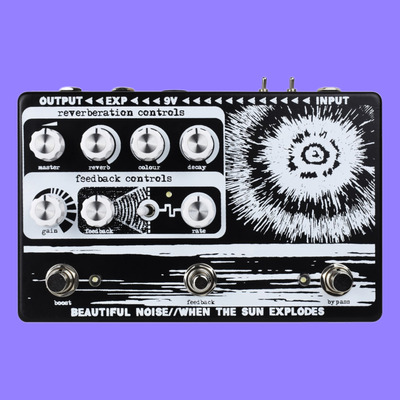 OUTPUT ◄◄ EXP ◄◄◄ 9V ◄◄◄◄◄◄◄◄◄◄◄◄ INPUT
reverberation controls
master reverb colour decay
feedback controls
gain feedback rate
boost feedback bypass
BEAUTIFUL NOISE//WHEN THE SUN EXPLODES